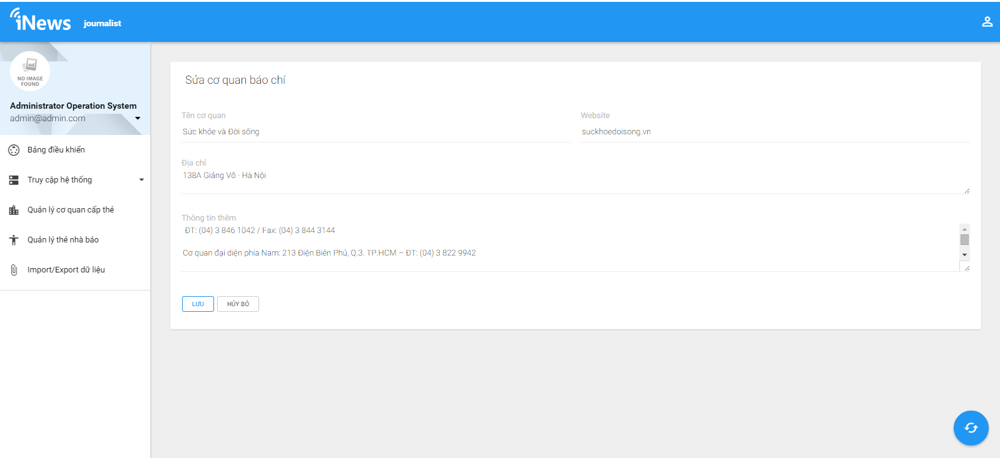 iNews journalist
NO IMAGE
FOUND
Administrator Operation System
admin@admin.com
Bảng điều khiển
Truy cập hệ thống
Quản lý cơ quan cấp thẻ
Quản lý thẻ nhà báo
Import/Export dữ liệu
Sửa cơ quan báo chí
Tên cơ quan
Sức khỏe và Đời sống
Website
suckhoedoisong.vn
Địa chỉ
138A Giảng Võ - Hà Nội
Thông tin thêm
ĐT: (04) 3 846 1042 / Fax: (04) 3 844 3144
Cơ quan đại diện phía Nam: 213 Điện Biên Phủ, Q.3. TP.HCM – ĐT: (04) 3 822 9942
LƯU
HỦY BỎ